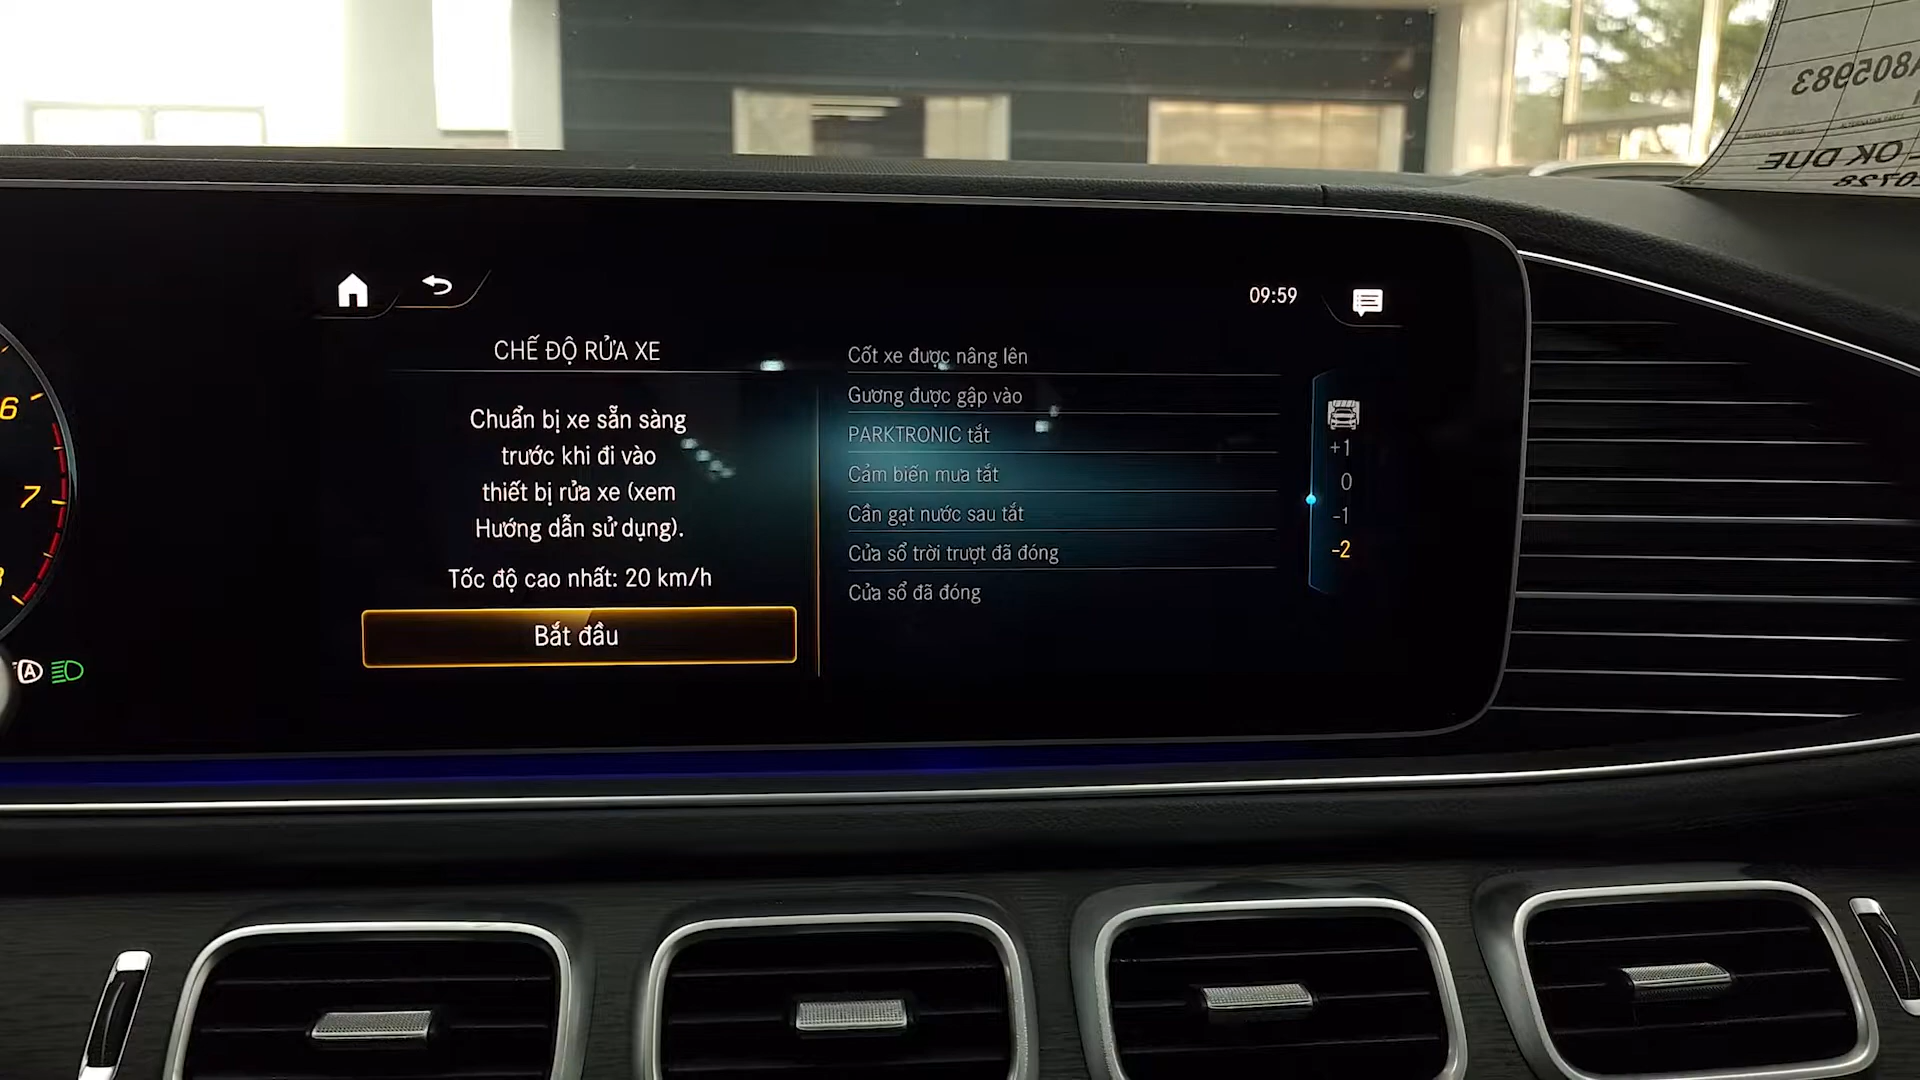 A805983
OK DUE
09:59
CHẾ ĐỘ RỬA XE
Chuẩn bị xe sẵn sàng
trước khi đi vào
thiết bị rửa xe (xem
Hướng dẫn sử dụng).
Tốc độ cao nhất: 20 km/h
Bắt đầu
Cốt xe được nâng lên
Gương được gập vào
PARKTRONIC tắt
Cảm biến mưa tắt
Cần gạt nước sau tắt
Cửa sổ trời trượt đã đóng
Cửa sổ đã đóng
+1
0
-1
-2
6
7
A